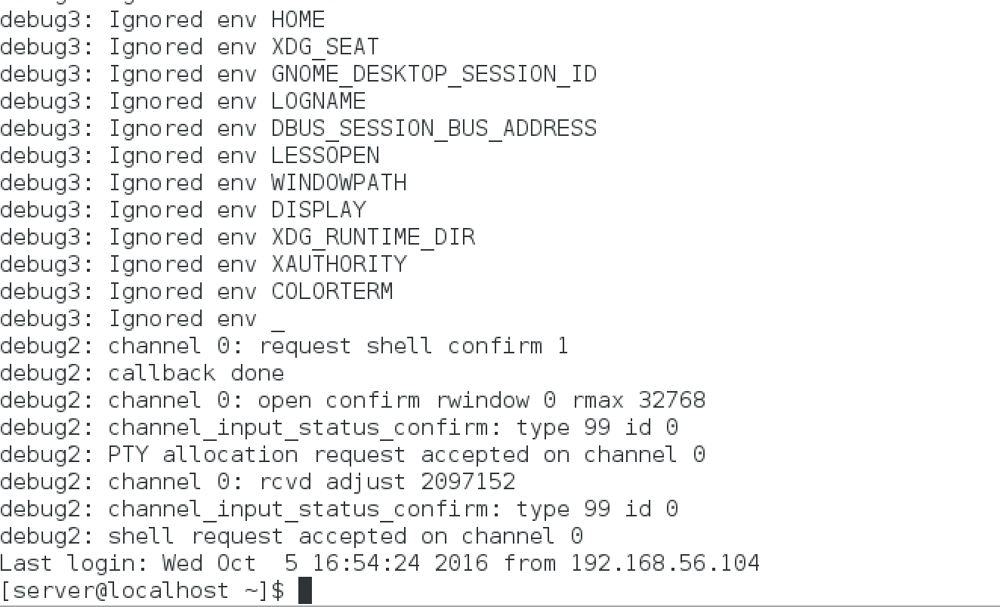 debug3: Ignored env HOME
debug3: Ignored env XDG_SEAT
debug3: Ignored env GNOME_DESKTOP_SESSION_ID
debug3: Ignored env LOGNAME
debug3: Ignored env DBUS_SESSION_BUS_ADDRESS
debug3: Ignored env LESSOPEN
debug3: Ignored env WINDOWPATH
debug3: Ignored env DISPLAY
debug3: Ignored env XDG_RUNTIME_DIR
debug3: Ignored env XAUTHORITY
debug3: Ignored env COLORTERM
debug3: Ignored env _
debug2: channel 0: request shell confirm 1
debug2: callback done
debug2: channel 0: open confirm rwindow 0 rmax 32768
debug2: channel_input_status_confirm: type 99 id 0
debug2: PTY allocation request accepted on channel 0
debug2: channel 0: rcvd adjust 2097152
debug2: channel_input_status_confirm: type 99 id 0
debug2: shell request accepted on channel 0
Last login: Wed Oct  5 16:54:24 2016 from 192.168.56.104
[server@localhost ~]$